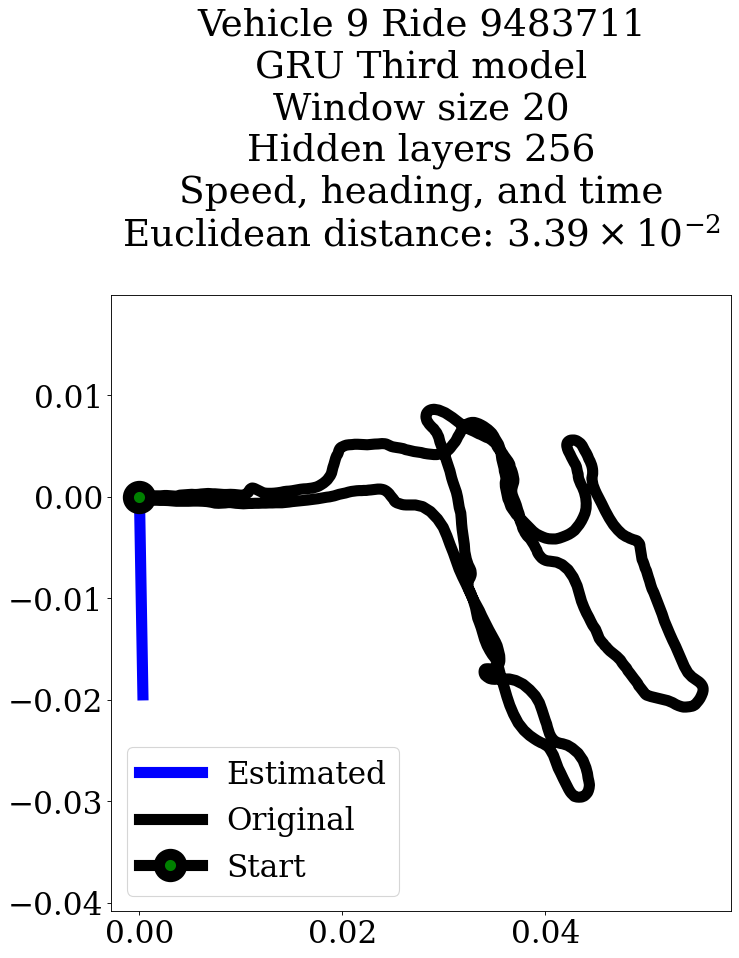 Vehicle 9 Ride 9483711
GRU Third model
Window size 20
Hidden layers 256
Speed, heading, and time
Euclidean distance: 3.39 × 10⁻²
0.01
0.00
−0.01
−0.02
−0.03
−0.04
Estimated
Original
Start
0.00 0.02 0.04